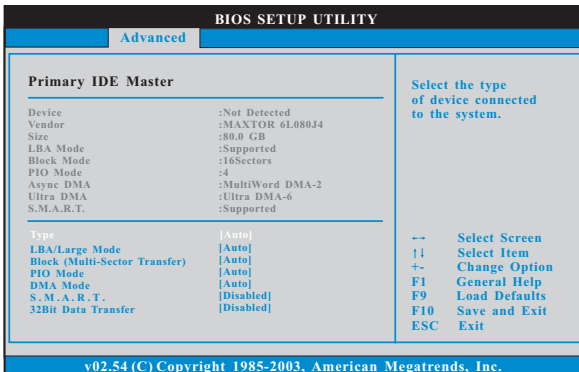 BIOS SETUP UTILITY
Advanced
Primary IDE Master
Device :Not Detected
Vendor :MAXTOR 6L080J4
Size :80.0 GB
LBA Mode :Supported
Block Mode :16Sectors
PIO Mode :4
Async DMA :MultiWord DMA-2
Ultra DMA :Ultra DMA-6
S.M.A.R.T. :Supported
Type [Auto]
LBA/Large Mode [Auto]
Block (Multi-Sector Transfer) [Auto]
PIO Mode [Auto]
DMA Mode [Auto]
S.M.A.R.T. [Disabled]
32Bit Data Transfer [Disabled]
Select the type
of device connected
to the system.
←→ Select Screen
↑↓ Select Item
+- Change Option
F1 General Help
F9 Load Defaults
F10 Save and Exit
ESC Exit
v02.54 (C) Copyright 1985-2003, American Megatrends, Inc.